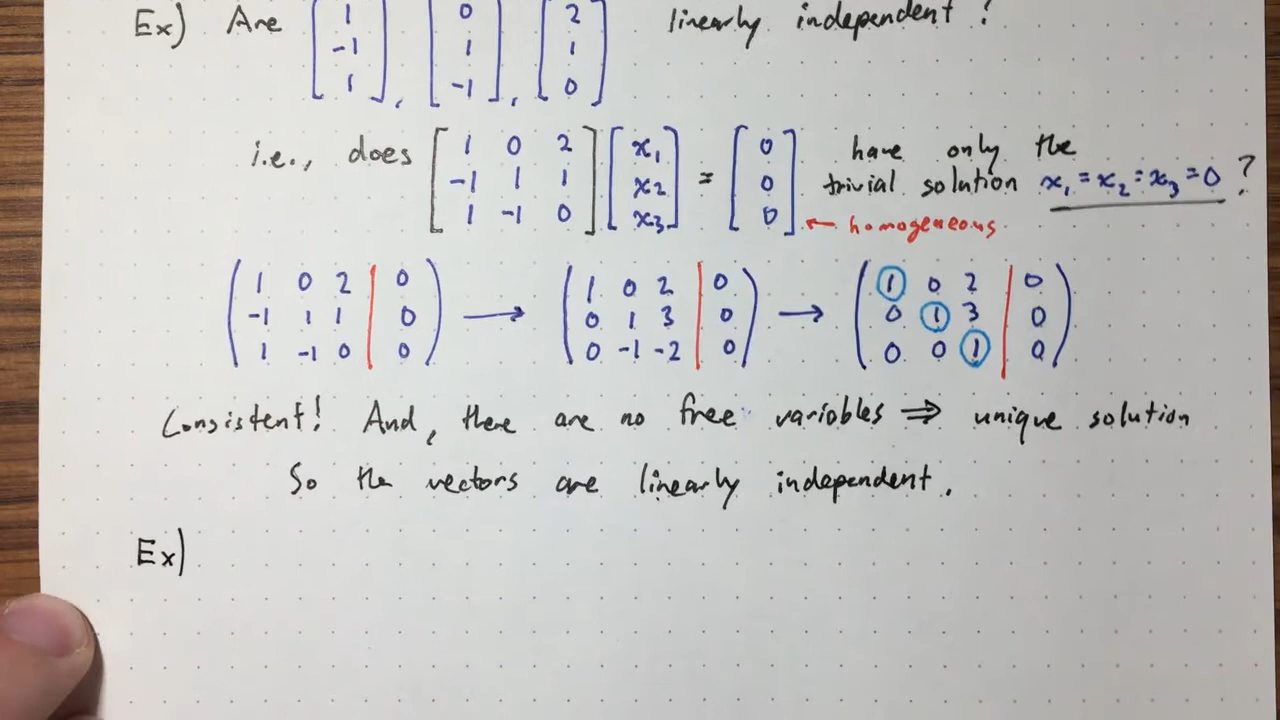 Ex) Are [1 -1 1], [0 1 -1], [2 1 0] linearly independent?
i.e., does [1 0 2; -1 1 1; 1 -1 0] [x₁; x₂; x₃] = [0; 0; 0] have only the
trivial solution x₁ = x₂ = x₃ = 0 ?
← homogeneous
(1 0 2 | 0; -1 1 1 | 0; 1 -1 0 | 0) → (1 0 2 | 0; 0 1 3 | 0; 0 -1 -2 | 0) → (1 0 2 | 0; 0 1 3 | 0; 0 0 1 | 0)
Consistent! And, there are no free variables ⇒ unique solution
So the vectors are linearly independent.
Ex)